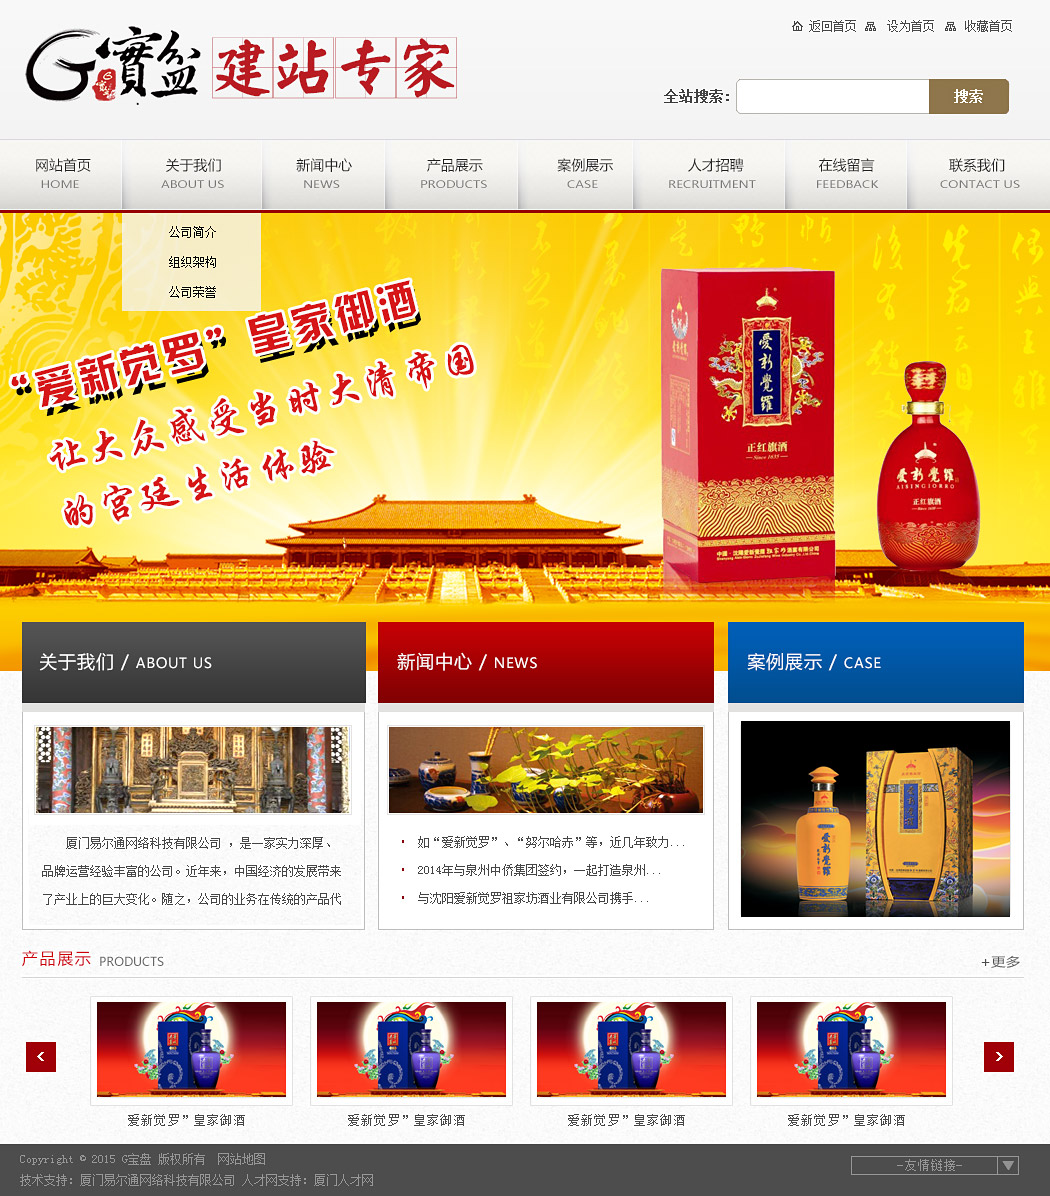 返回首页 设为首页 收藏首页
G寶盆 建站专家
全站搜索： 搜索
网站首页 关于我们 新闻中心 产品展示 案例展示 人才招聘 在线留言 联系我们
HOME ABOUT US NEWS PRODUCTS CASE RECRUITMENT FEEDBACK CONTACT US
公司简介
组织架构
公司荣誉
“爱新觉罗”皇家御酒
让大众感受当时大清帝国
的宫廷生活体验
爱新覺羅
正红旗酒
Since 1635
爱新覺羅
AISINGIORRO
正红旗酒
关于我们 / ABOUT US
新闻中心 / NEWS
案例展示 / CASE
厦门易尔通网络科技有限公司 ，是一家实力深厚、
品牌运营经验丰富的公司。近年来，中国经济的发展带来
了产业上的巨大变化。随之，公司的业务在传统的产品代
如“爱新觉罗”、“努尔哈赤”等，近几年致力...
2014年与泉州中侨集团签约，一起打造泉州...
与沈阳爱新觉罗祖家坊酒业有限公司携手...
产品展示 PRODUCTS
+更多
爱新觉罗”皇家御酒 爱新觉罗”皇家御酒 爱新觉罗”皇家御酒 爱新觉罗”皇家御酒
Copyright © 2015 G宝盘 版权所有 网站地图
技术支持：厦门易尔通网络科技有限公司 人才网支持：厦门人才网
-友情链接-